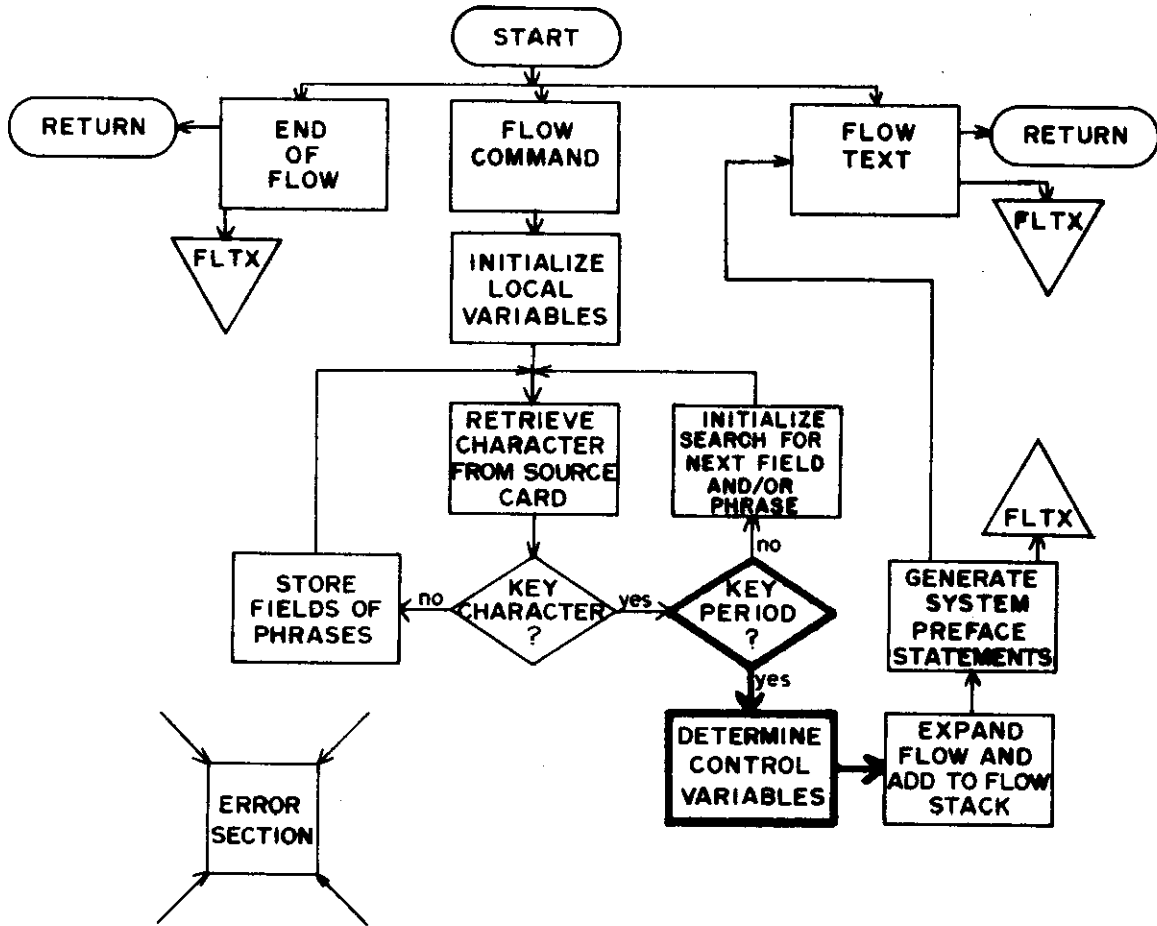 START
RETURN
END
OF
FLOW
FLOW
COMMAND
FLOW
TEXT
RETURN
FLTX
FLTX
INITIALIZE
LOCAL
VARIABLES
RETRIEVE
CHARACTER
FROM SOURCE
CARD
INITIALIZE
SEARCH FOR
NEXT FIELD
AND/OR
PHRASE
FLTX
no
STORE
FIELDS OF
PHRASES
no
KEY
CHARACTER
?
yes
KEY
PERIOD
?
yes
GENERATE
SYSTEM
PREFACE
STATEMENTS
DETERMINE
CONTROL
VARIABLES
EXPAND
FLOW AND
ADD TO FLOW
STACK
ERROR
SECTION